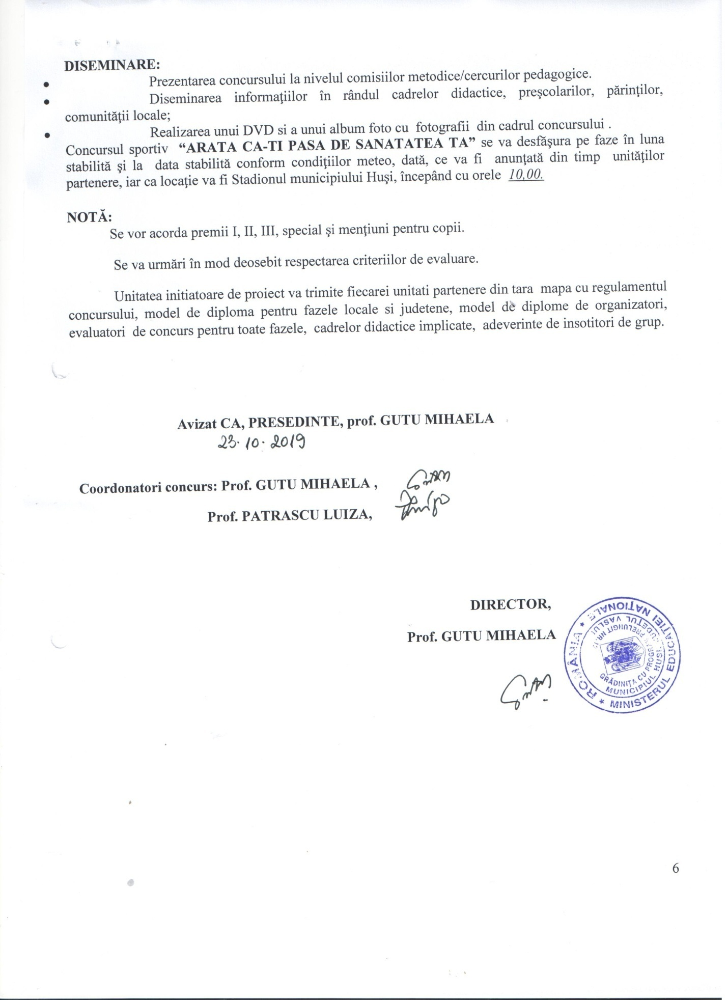 DISEMINARE:
• Prezentarea concursului la nivelul comisiilor metodice/cercurilor pedagogice.
• Diseminarea informaţiilor în rândul cadrelor didactice, preşcolarilor, părinţilor,
comunităţii locale;
• Realizarea unui DVD si a unui album foto cu fotografii din cadrul concursului .
Concursul sportiv “ARATA CA-TI PASA DE SANATATEA TA” se va desfăşura pe faze în luna
stabilită şi la data stabilită conform condiţiilor meteo, dată, ce va fi anunţată din timp unităţilor
partenere, iar ca locaţie va fi Stadionul municipiului Huşi, începând cu orele 10,00.
NOTĂ:
Se vor acorda premii I, II, III, special şi menţiuni pentru copii.
Se va urmări în mod deosebit respectarea criteriilor de evaluare.
Unitatea initiatoare de proiect va trimite fiecarei unitati partenere din tara mapa cu regulamentul
concursului, model de diploma pentru fazele locale si judetene, model de diplome de organizatori,
evaluatori de concurs pentru toate fazele, cadrelor didactice implicate, adeverinte de insotitori de grup.
Avizat CA, PRESEDINTE, prof. GUTU MIHAELA
23.10.2019
Coordonatori concurs: Prof. GUTU MIHAELA ,
Prof. PATRASCU LUIZA,
DIRECTOR,
Prof. GUTU MIHAELA
ROMÂNIA * MINISTERUL EDUCAŢIEI NAŢIONALE *
MUNICIPIUL HUŞI, JUDEŢUL VASLUI
GRĂDINIŢA CU PROGRAM PRELUNGIT NR.
6